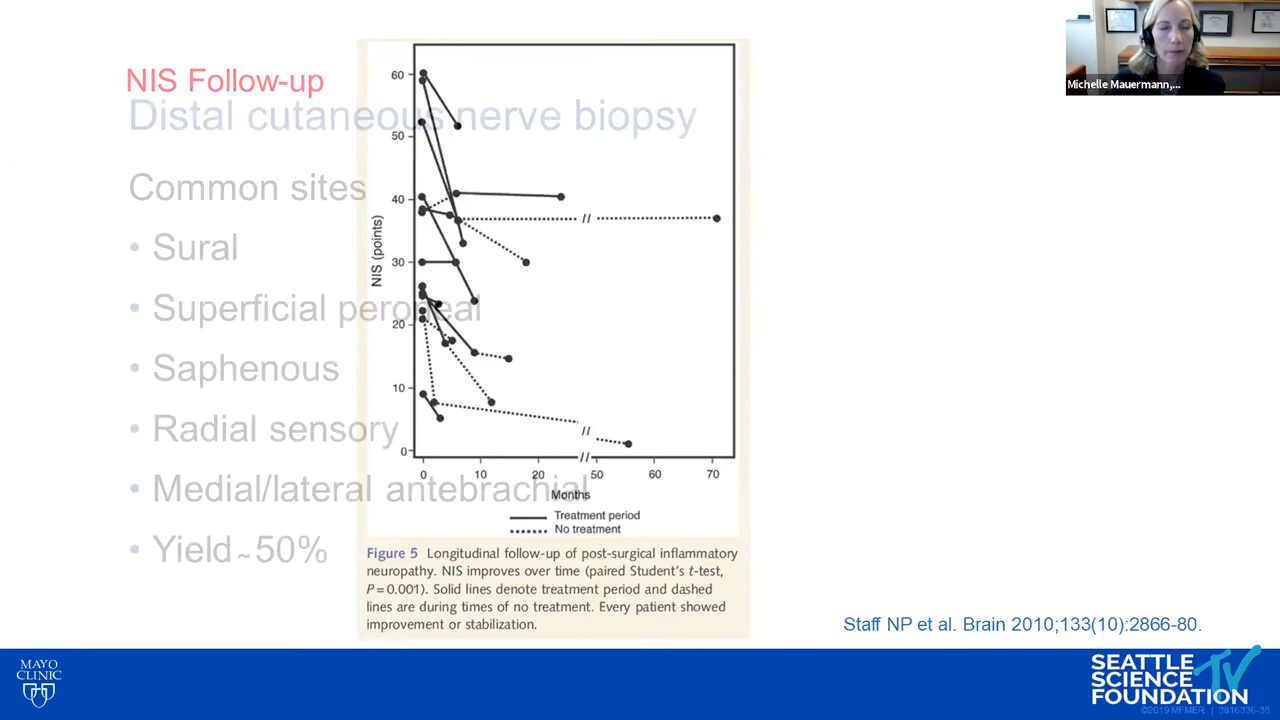 Michelle Mauermann,...
NIS Follow-up
Distal cutaneous nerve biopsy
Common sites
• Sural
• Superficial peroneal
• Saphenous
• Radial sensory
• Medial/lateral antebrachial
• Yield ~50%
NIS (points)
60
50
40
30
20
10
0
//
//
//
0 10 20 50 60 70
Months
Treatment period
No treatment
Figure 5 Longitudinal follow-up of post-surgical inflammatory
neuropathy. NIS improves over time (paired Student's t-test,
P = 0.001). Solid lines denote treatment period and dashed
lines are during times of no treatment. Every patient showed
improvement or stabilization.
Staff NP et al. Brain 2010;133(10):2866-80.
MAYO
CLINIC
SEATTLE
SCIENCE
FOUNDATION
TV
©2019 MFMER | 3816336-35